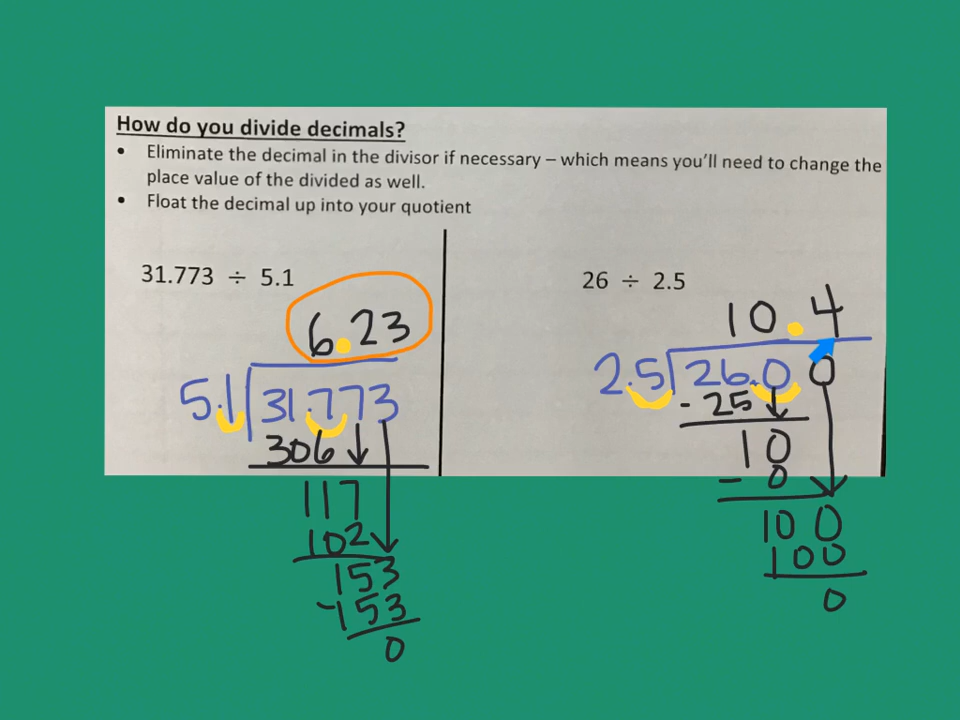 How do you divide decimals?
• Eliminate the decimal in the divisor if necessary – which means you'll need to change the
place value of the divided as well.
• Float the decimal up into your quotient
31.773 ÷ 5.1
6.23
5.1 31.773
306
117
102
153
-153
0
26 ÷ 2.5
10.4
2.5 26.00
- 25
10
- 0
100
100
0